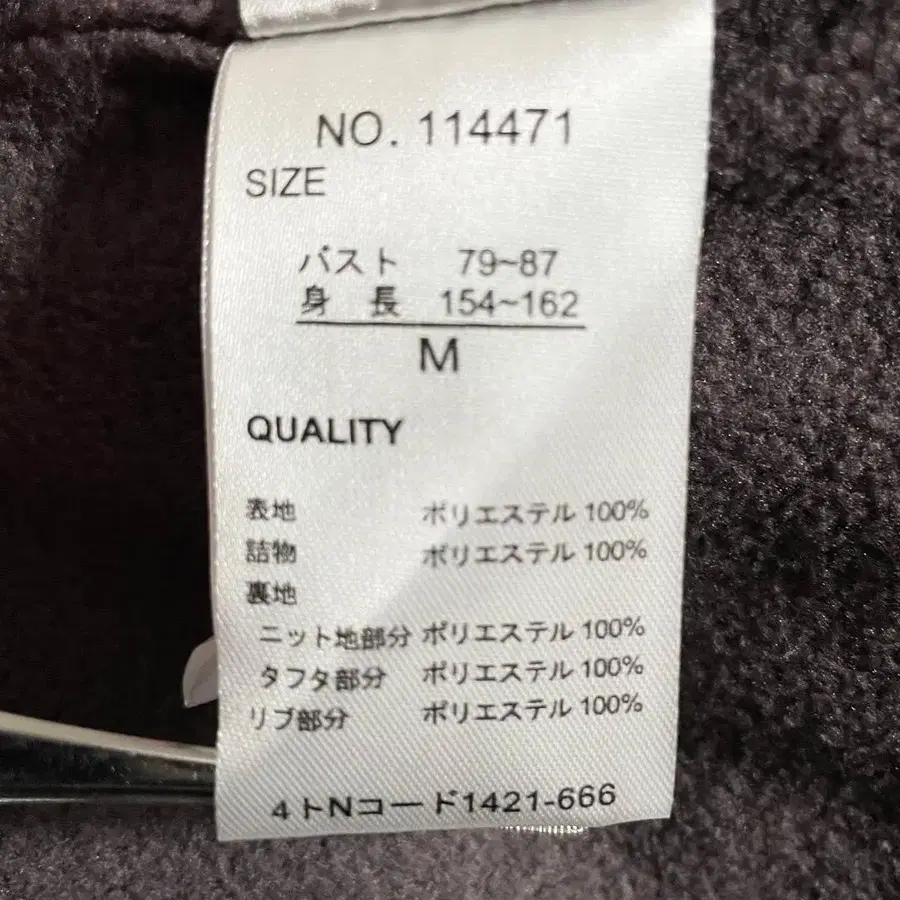 NO. 114471
SIZE
バスト 79~87
身長 154~162
M
QUALITY
表地 ポリエステル 100%
詰物 ポリエステル 100%
裏地
ニット地部分 ポリエステル 100%
タフタ部分 ポリエステル 100%
リブ部分 ポリエステル 100%
4トNコード1421-666